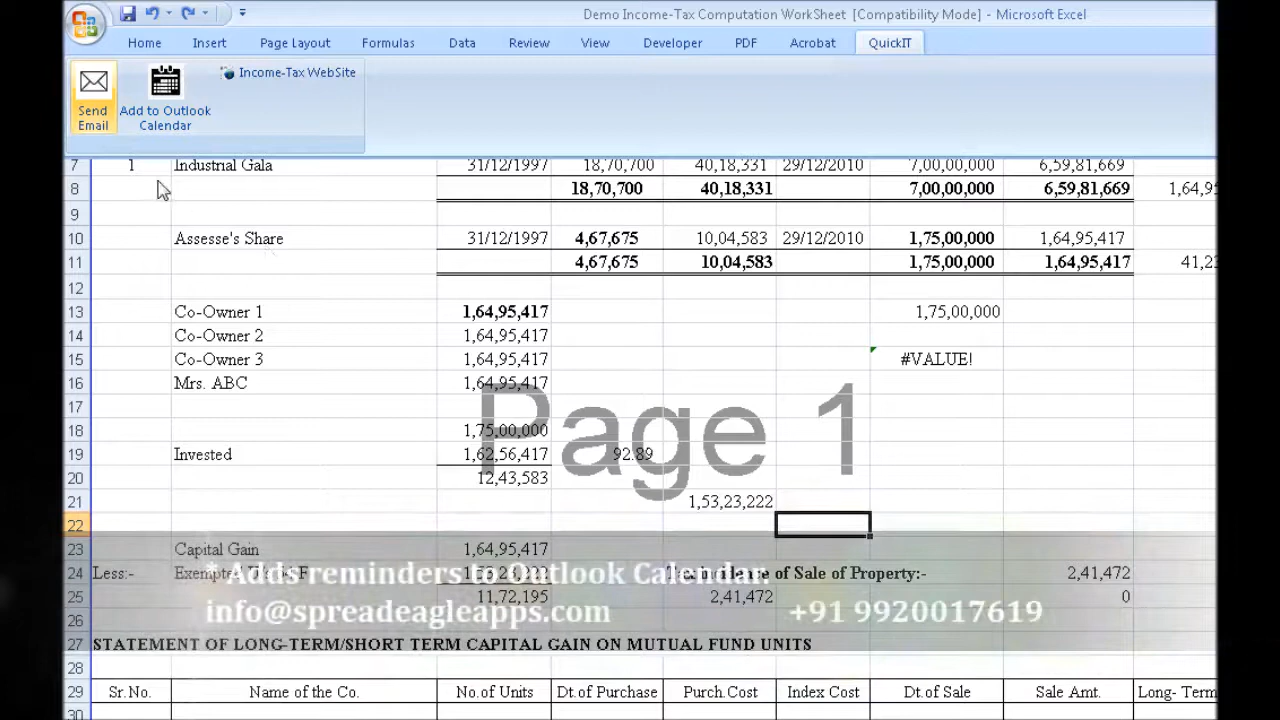 Demo Income-Tax Computation WorkSheet [Compatibility Mode] - Microsoft Excel
Home Insert Page Layout Formulas Data Review View Developer PDF Acrobat QuickIT
Send Email
Add to Outlook Calendar
Income-Tax WebSite
7 1 Industrial Gala 31/12/1997 18,70,700 40,18,331 29/12/2010 7,00,00,000 6,59,81,669
8 18,70,700 40,18,331 7,00,00,000 6,59,81,669 1,64,9
9
10 Assesse's Share 31/12/1997 4,67,675 10,04,583 29/12/2010 1,75,00,000 1,64,95,417
11 4,67,675 10,04,583 1,75,00,000 1,64,95,417 41,2
12
13 Co-Owner 1 1,64,95,417 1,75,00,000
14 Co-Owner 2 1,64,95,417
15 Co-Owner 3 1,64,95,417 #VALUE!
16 Mrs. ABC 1,64,95,417
17
Page 1
18 1,75,00,000
19 Invested 1,62,56,417 92.89
20 12,43,583
21 1,53,23,222
22
23 Capital Gain 1,64,95,417
24 Less:- of Sale of Property:- 2,41,472
* Adds reminders to Outlook Calendar
25 11,72,195 2,41,472 0
info@spreadeagleapps.com +91 9920017619
26
27 STATEMENT OF LONG-TERM/SHORT TERM CAPITAL GAIN ON MUTUAL FUND UNITS
28
29 Sr.No. Name of the Co. No.of Units Dt.of Purchase Purch.Cost Index Cost Dt.of Sale Sale Amt. Long- Term
30